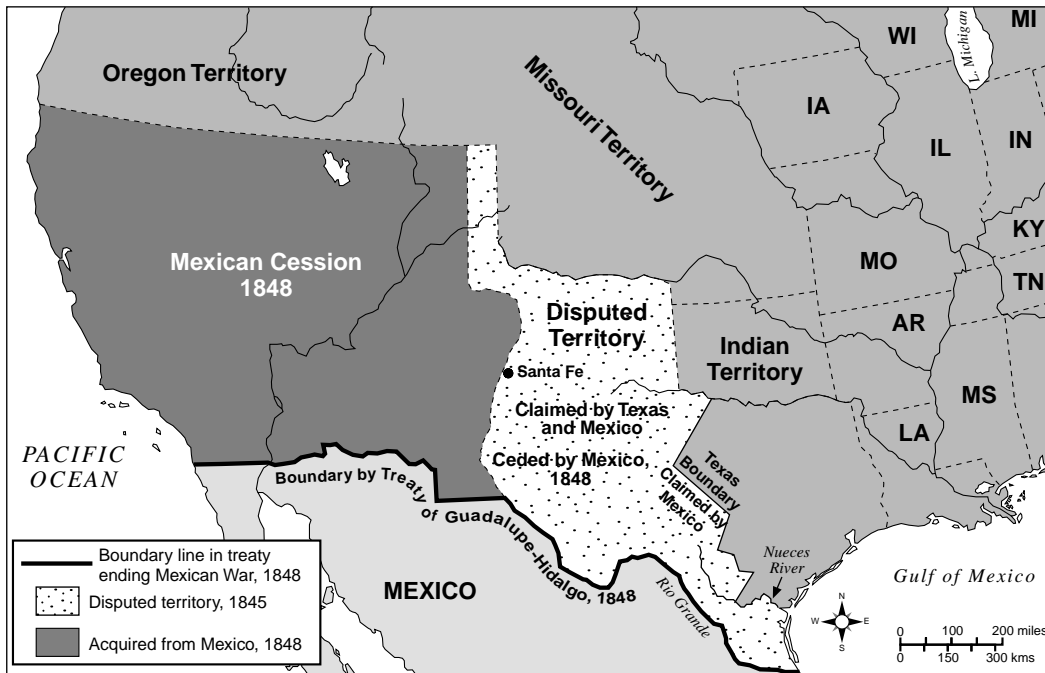 Oregon Territory
Missouri Territory
WI
MI
L. Michigan
IA
IL
IN
KY
MO
TN
AR
Mexican Cession
1848
Disputed
Territory
Indian
Territory
Santa Fe
MS
Claimed by Texas
and Mexico
LA
Ceded by Mexico,
1848
Texas
Boundary
Claimed by
Mexico
PACIFIC
OCEAN
Boundary by Treaty of Guadalupe-Hidalgo, 1848
Nueces
River
Gulf of Mexico
MEXICO
Rio Grande
Boundary line in treaty
ending Mexican War, 1848
Disputed territory, 1845
Acquired from Mexico, 1848
N
W
E
S
0 100 200 miles
0 150 300 kms